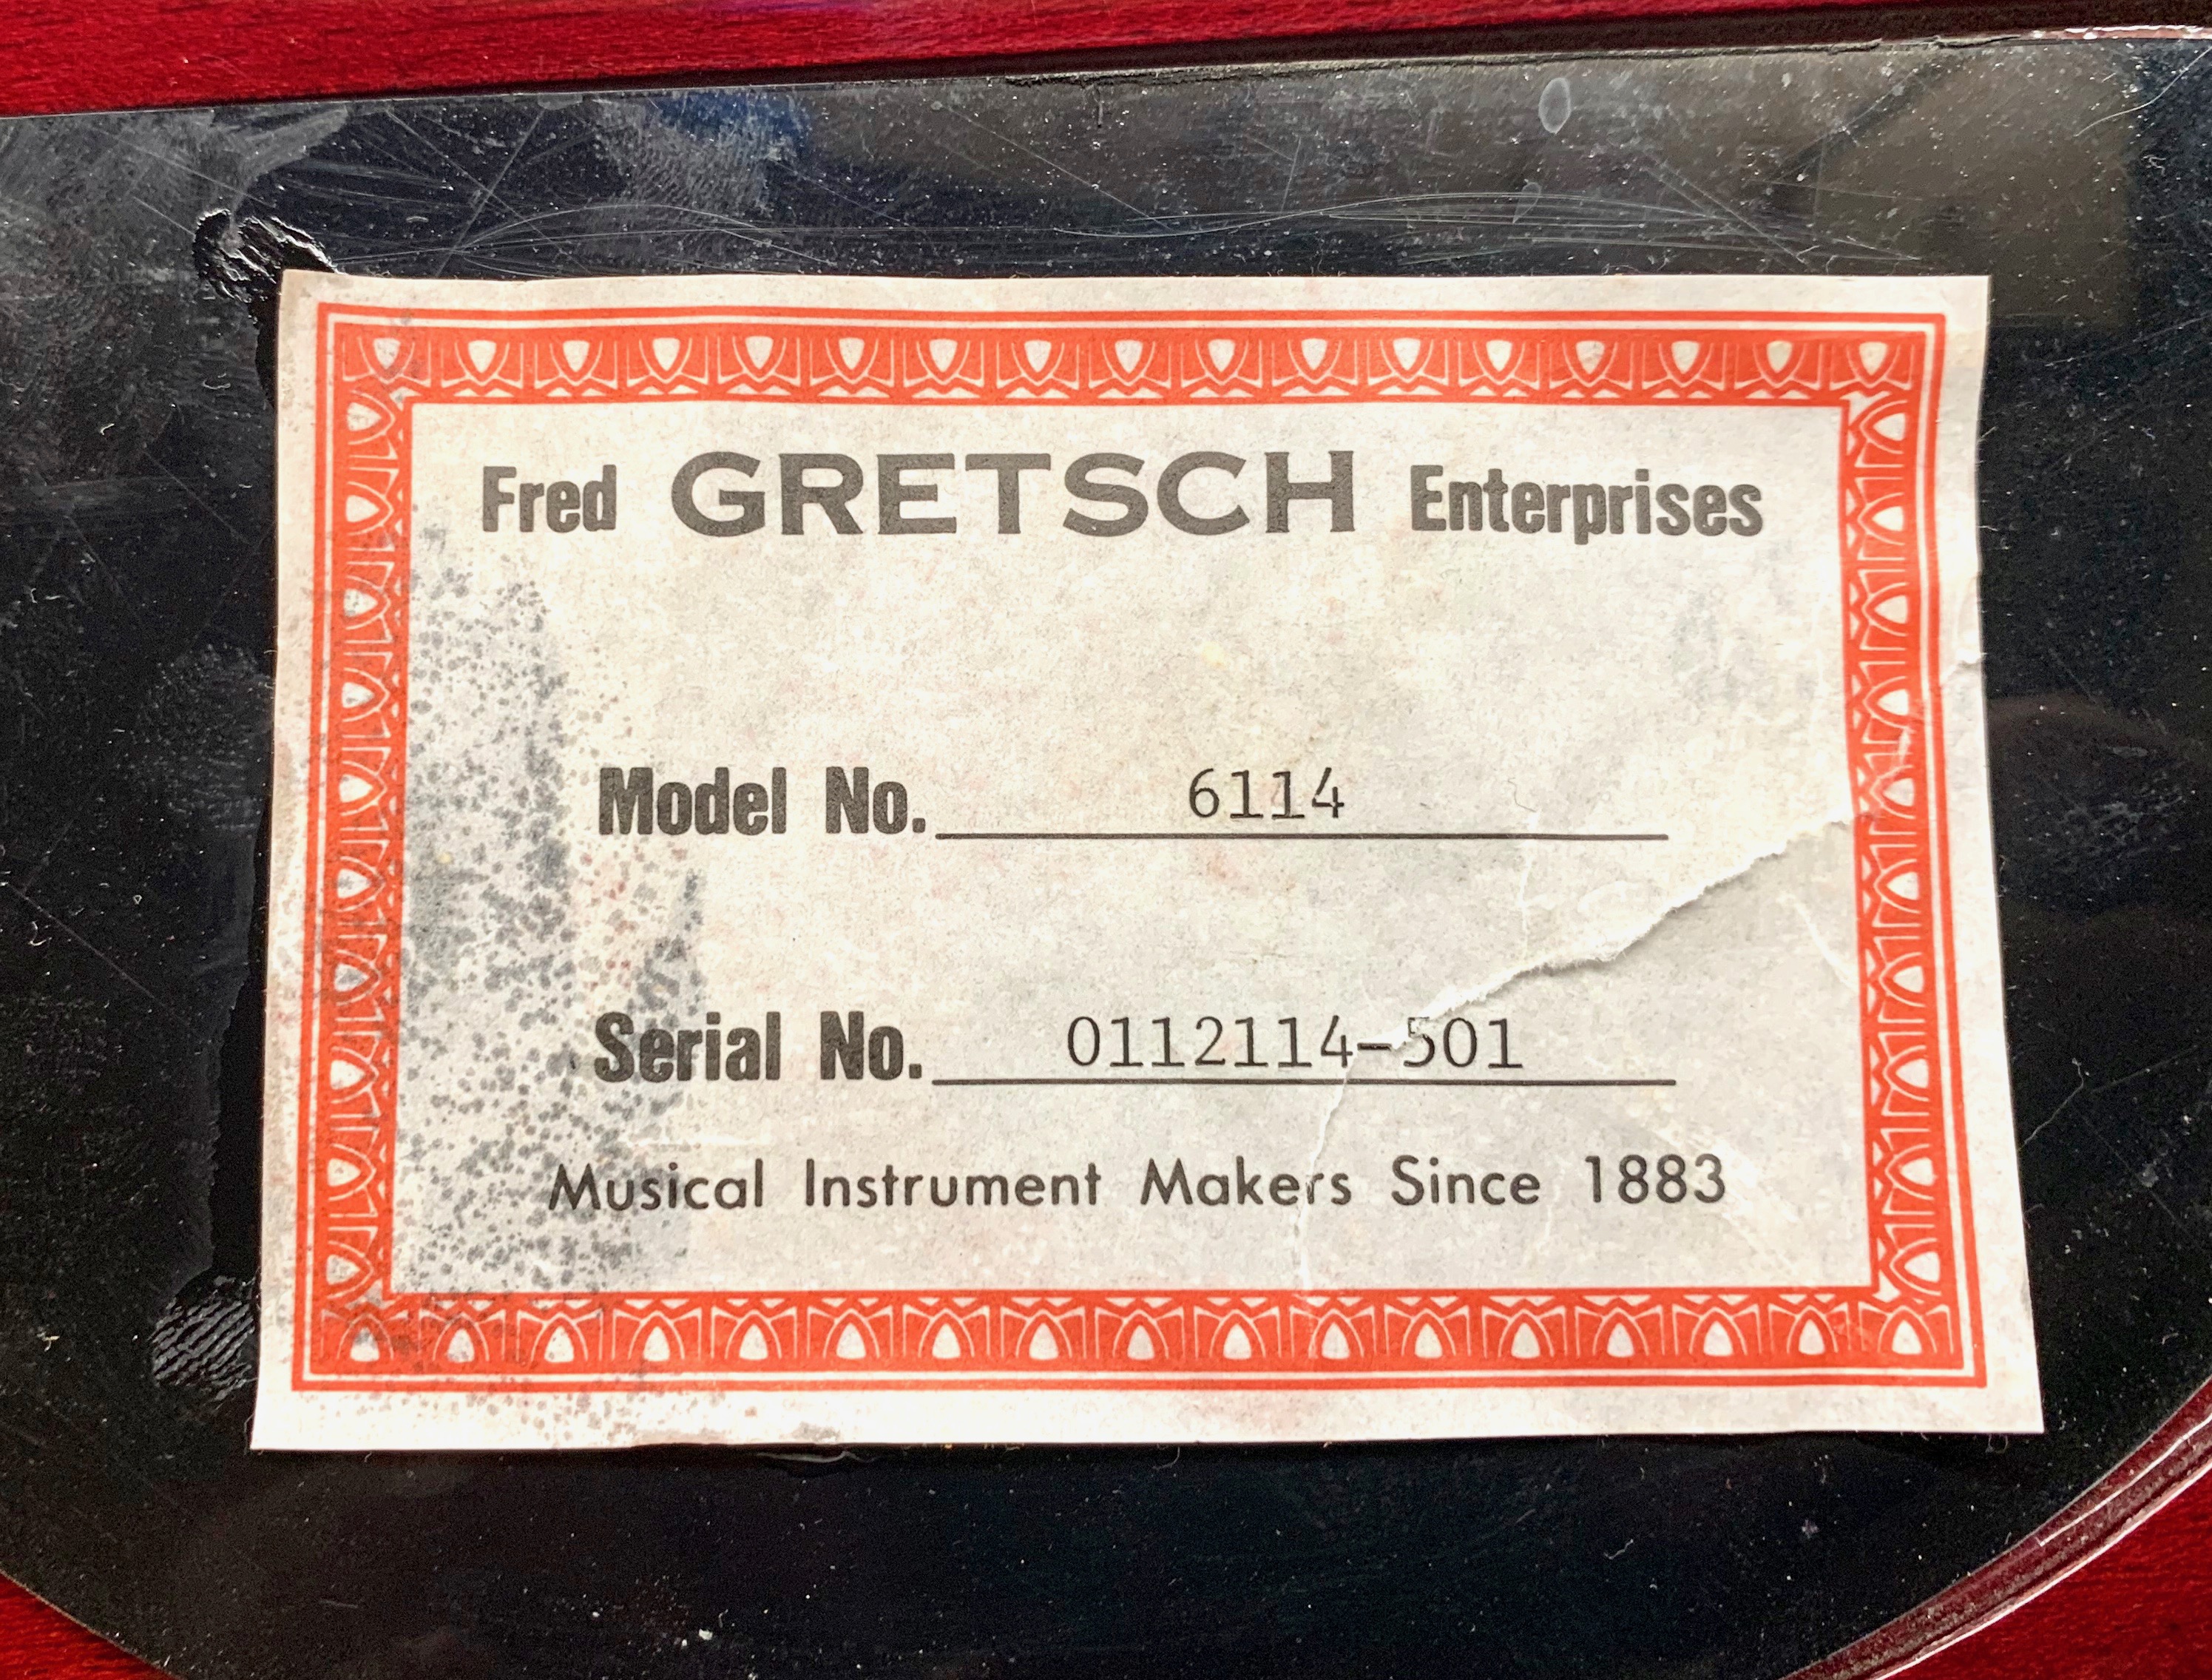 Fred GRETSCH Enterprises
Model No. 6114
Serial No. 0112114-501
Musical Instrument Makers Since 1883